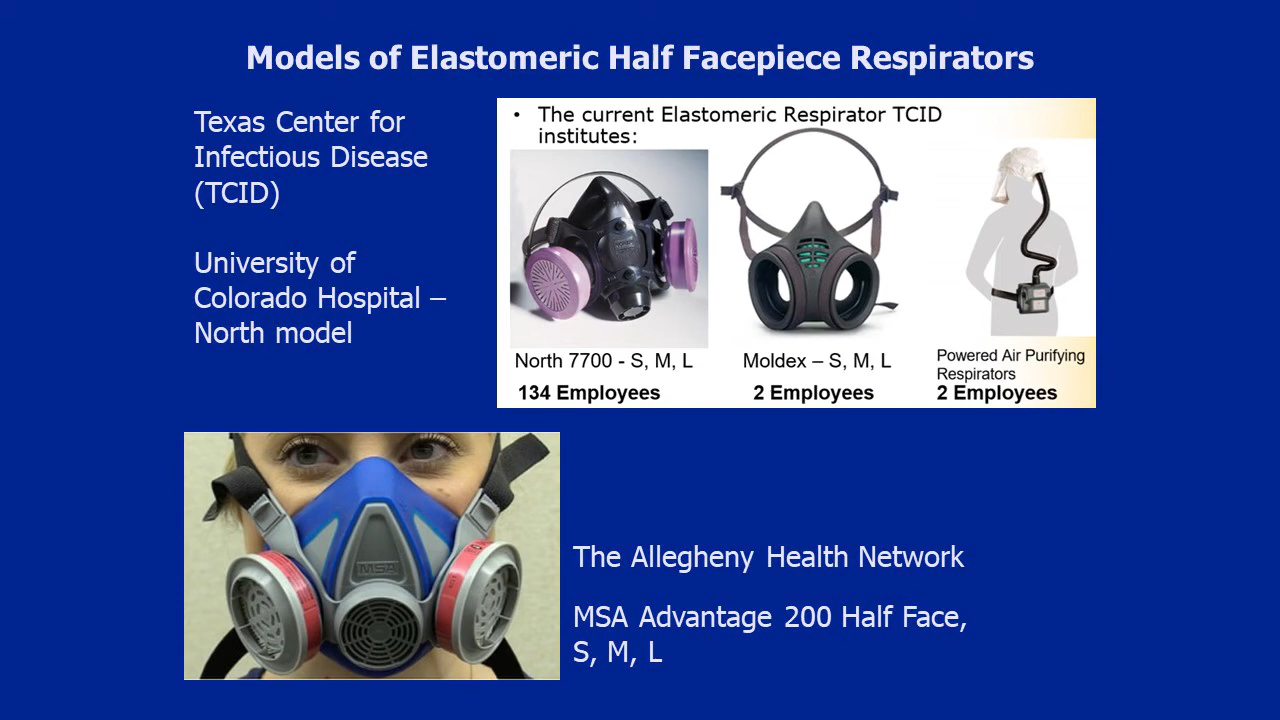 Models of Elastomeric Half Facepiece Respirators
Texas Center for
Infectious Disease
(TCID)
University of
Colorado Hospital –
North model
• The current Elastomeric Respirator TCID
institutes:
North 7700 - S, M, L
134 Employees
Moldex – S, M, L
2 Employees
Powered Air Purifying
Respirators
2 Employees
MSA
The Allegheny Health Network
MSA Advantage 200 Half Face,
S, M, L